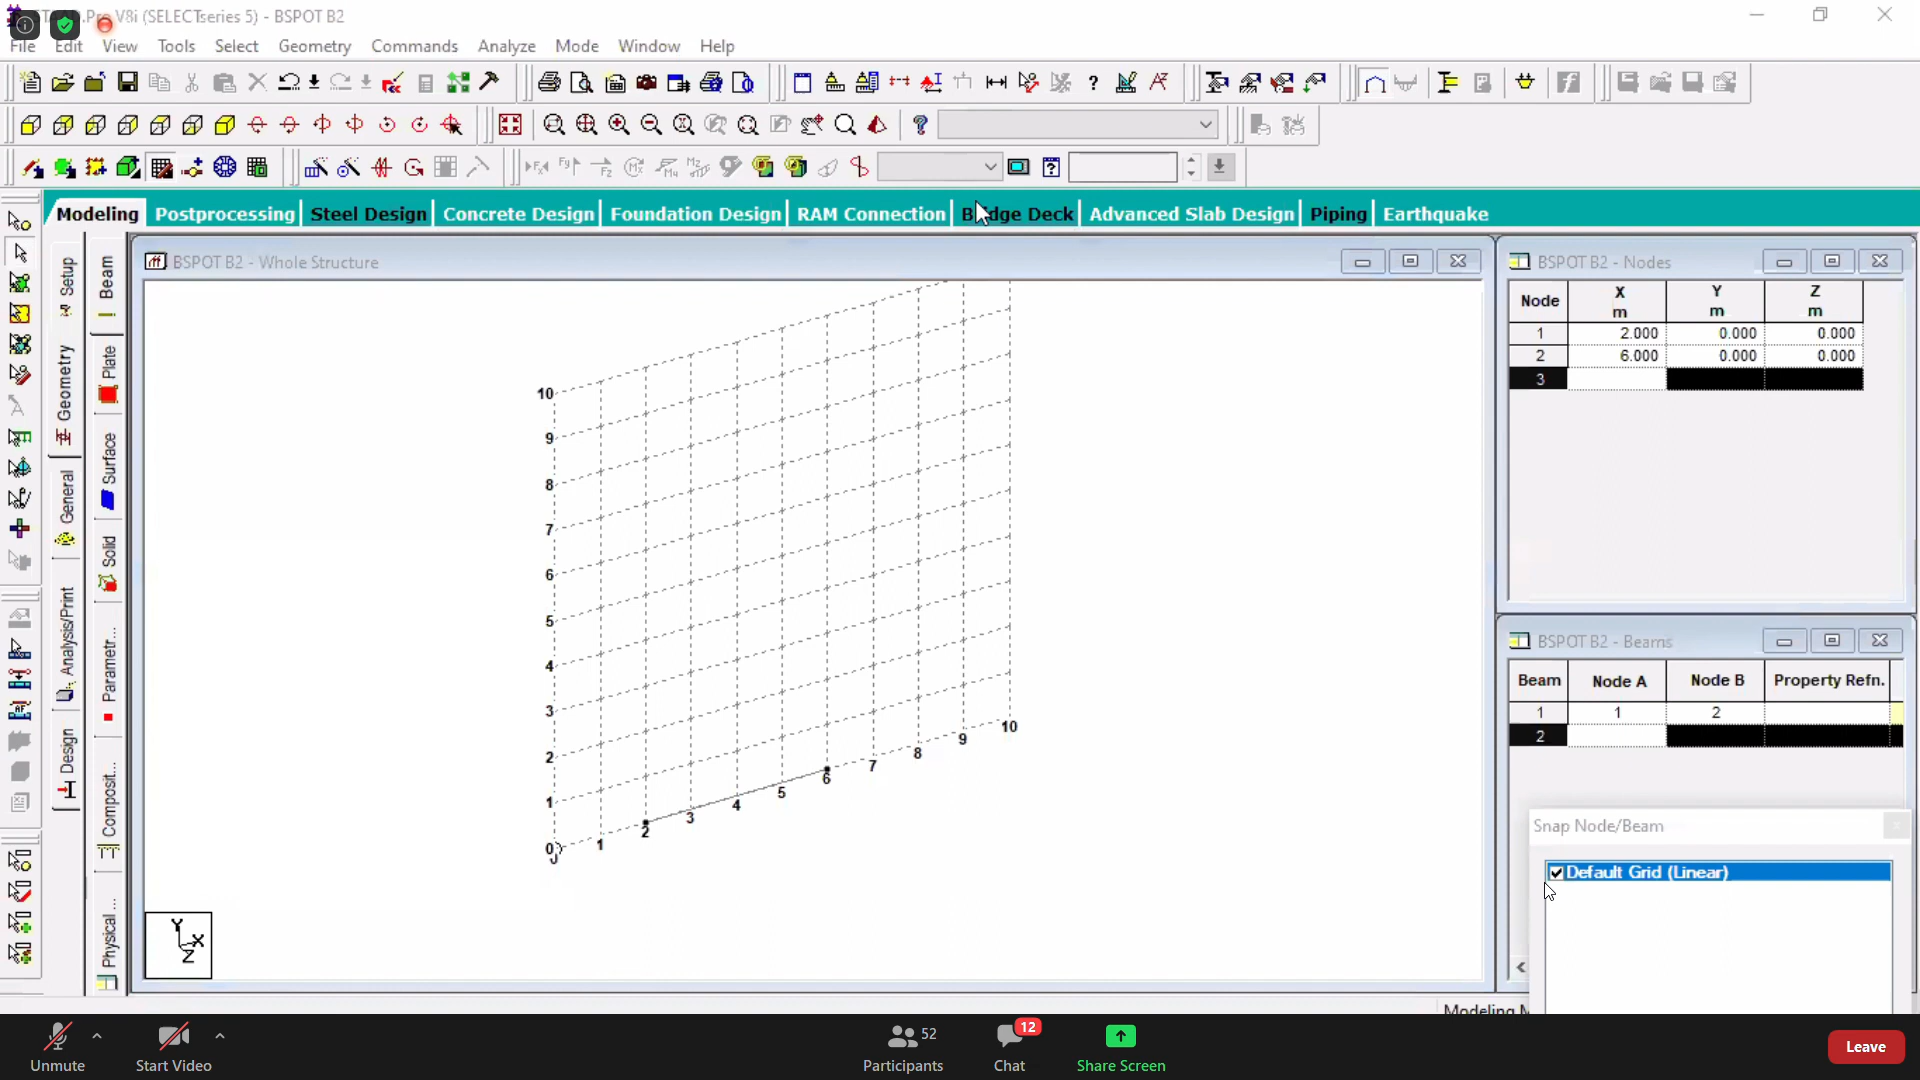 STAAD.Pro V8i (SELECTseries 5) - BSPOT B2
File Edit View Tools Select Geometry Commands Analyze Mode Window Help
Modeling Postprocessing Steel Design Concrete Design Foundation Design RAM Connection Bridge Deck Advanced Slab Design Piping Earthquake
Setup
Geometry
General
Analysis/Print
Design
Beam
Plate
Surface
Solid
Parametr...
Composit...
Physical ...
BSPOT B2 - Whole Structure
10
9
8
7
6
5
4
3
2
1
0
0 1 2 3 4 5 6 7 8 9 10
Y
X
Z
BSPOT B2 - Nodes
Node X m Y m Z m
1 2.000 0.000 0.000
2 6.000 0.000 0.000
3
BSPOT B2 - Beams
Beam Node A Node B Property Refn.
1 1 2
2
Snap Node/Beam
Default Grid (Linear)
Modeling M
Unmute Start Video Participants 52 Chat 12 Share Screen Leave